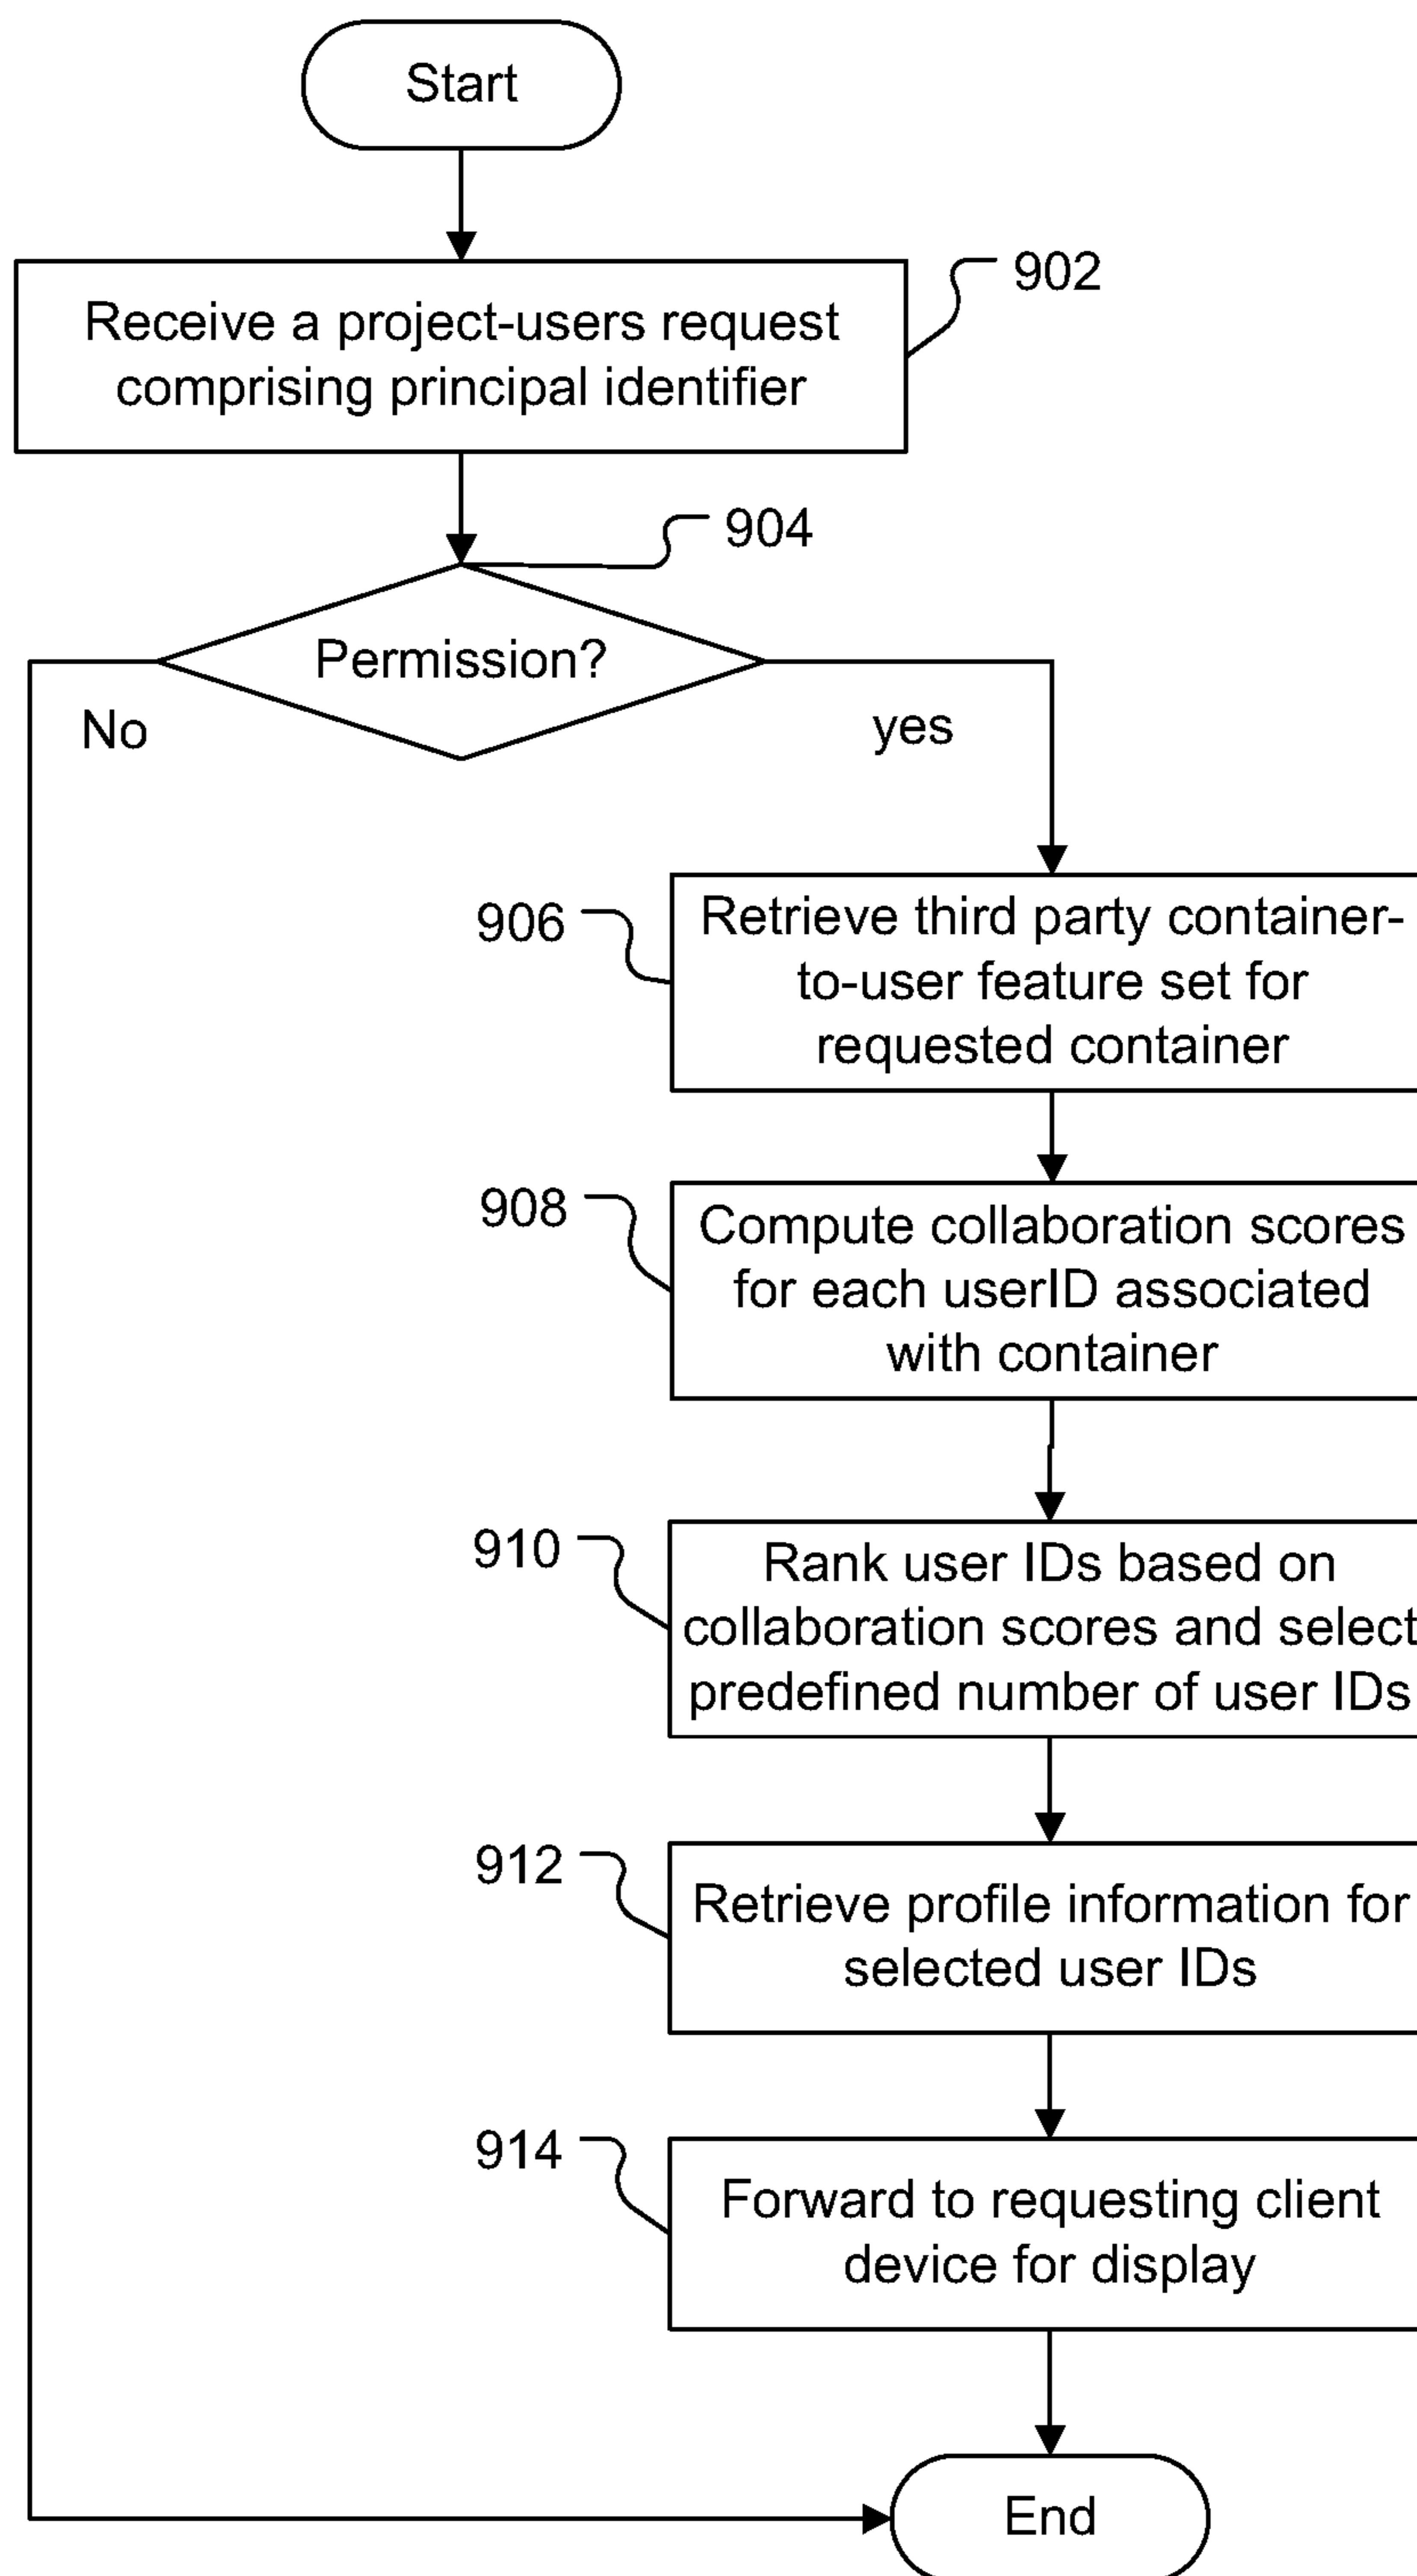 Start
902
Receive a project-users request
comprising principal identifier
904
Permission?
No
yes
906
Retrieve third party container-
to-user feature set for
requested container
908
Compute collaboration scores
for each userID associated
with container
910
Rank user IDs based on
collaboration scores and select
predefined number of user IDs
912
Retrieve profile information for
selected user IDs
914
Forward to requesting client
device for display
End